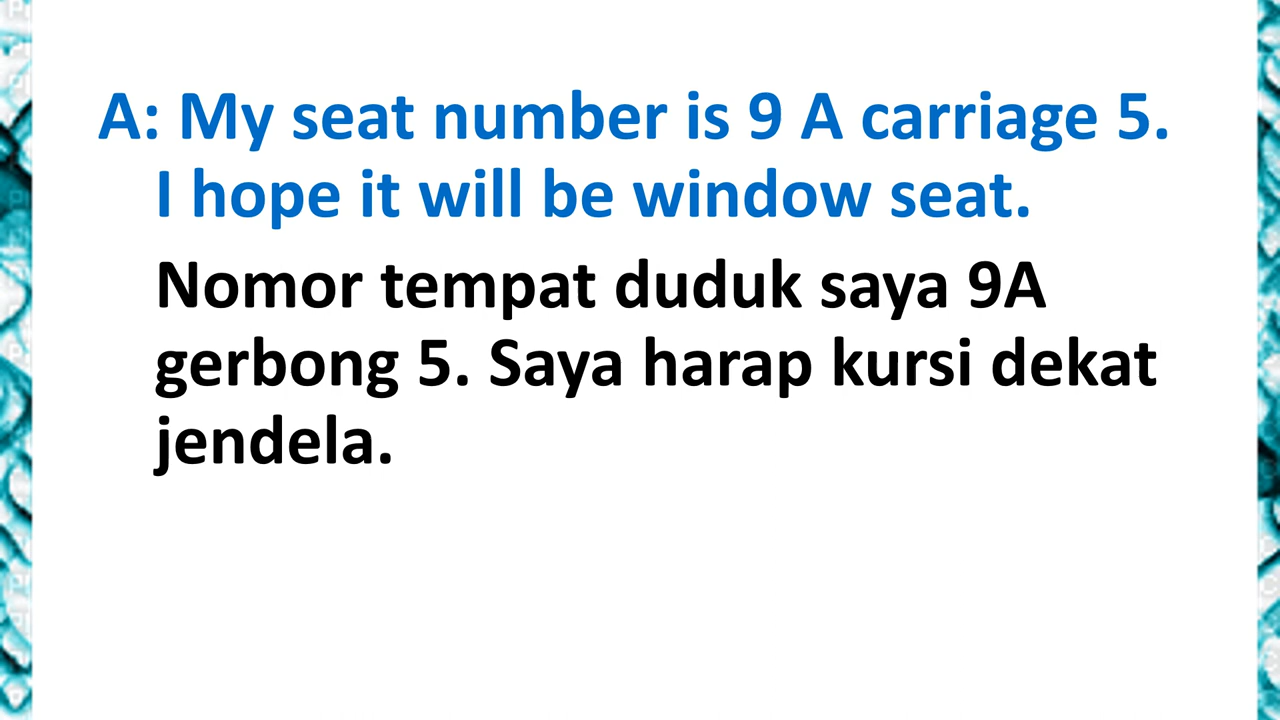 A: My seat number is 9 A carriage 5.
I hope it will be window seat.
Nomor tempat duduk saya 9A
gerbong 5. Saya harap kursi dekat
jendela.